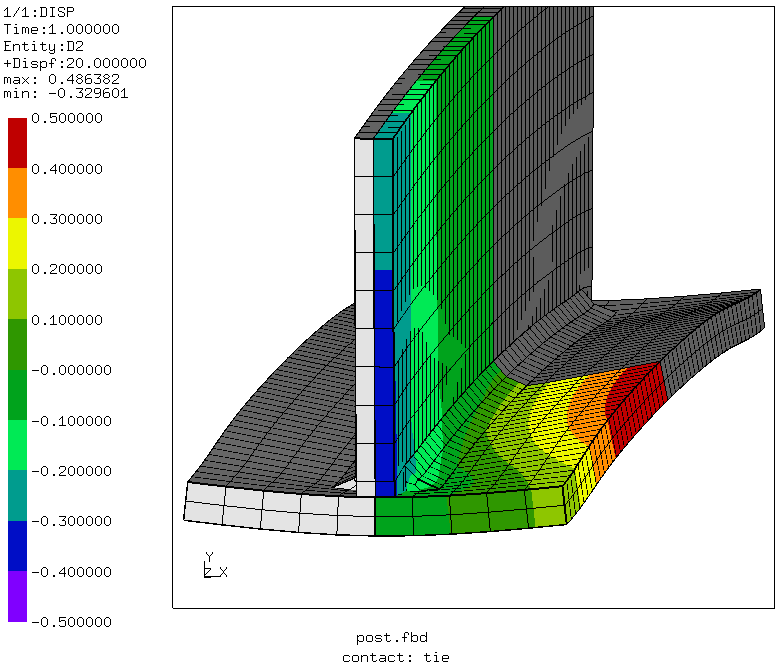 1/1:DISP
Time:1.000000
Entity:D2
+Dispf:20.000000
max: 0.486382
min: -0.329601
0.500000
0.400000
0.300000
0.200000
0.100000
-0.000000
-0.100000
-0.200000
-0.300000
-0.400000
-0.500000
Y
Z X
post.fbd
contact: tie